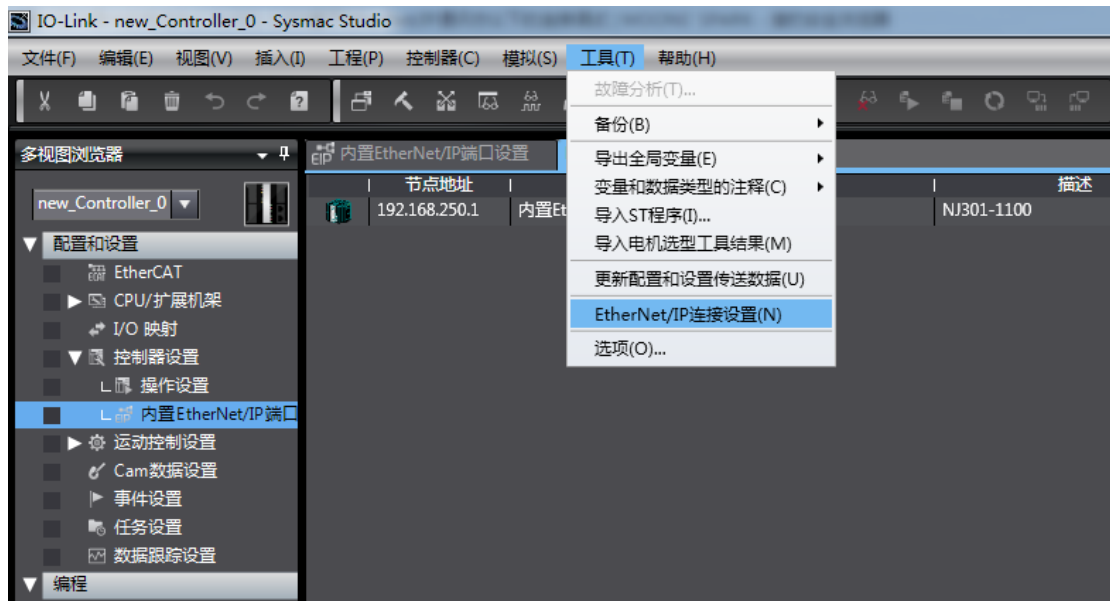 IO-Link - new_Controller_0 - Sysmac Studio
文件(F) 编辑(E) 视图(V) 插入(I) 工程(P) 控制器(C) 模拟(S) 工具(T) 帮助(H)
故障分析(T)...
备份(B)
导出全局变量(E)
变量和数据类型的注释(C)
导入ST程序(I)...
导入电机选型工具结果(M)
更新配置和设置传送数据(U)
EtherNet/IP连接设置(N)
选项(O)...
多视图浏览器
new_Controller_0
配置和设置
EtherCAT
CPU/扩展机架
I/O 映射
控制器设置
操作设置
内置EtherNet/IP端口
运动控制设置
Cam数据设置
事件设置
任务设置
数据跟踪设置
编程
内置EtherNet/IP端口设置
节点地址 描述
192.168.250.1 内置Et NJ301-1100